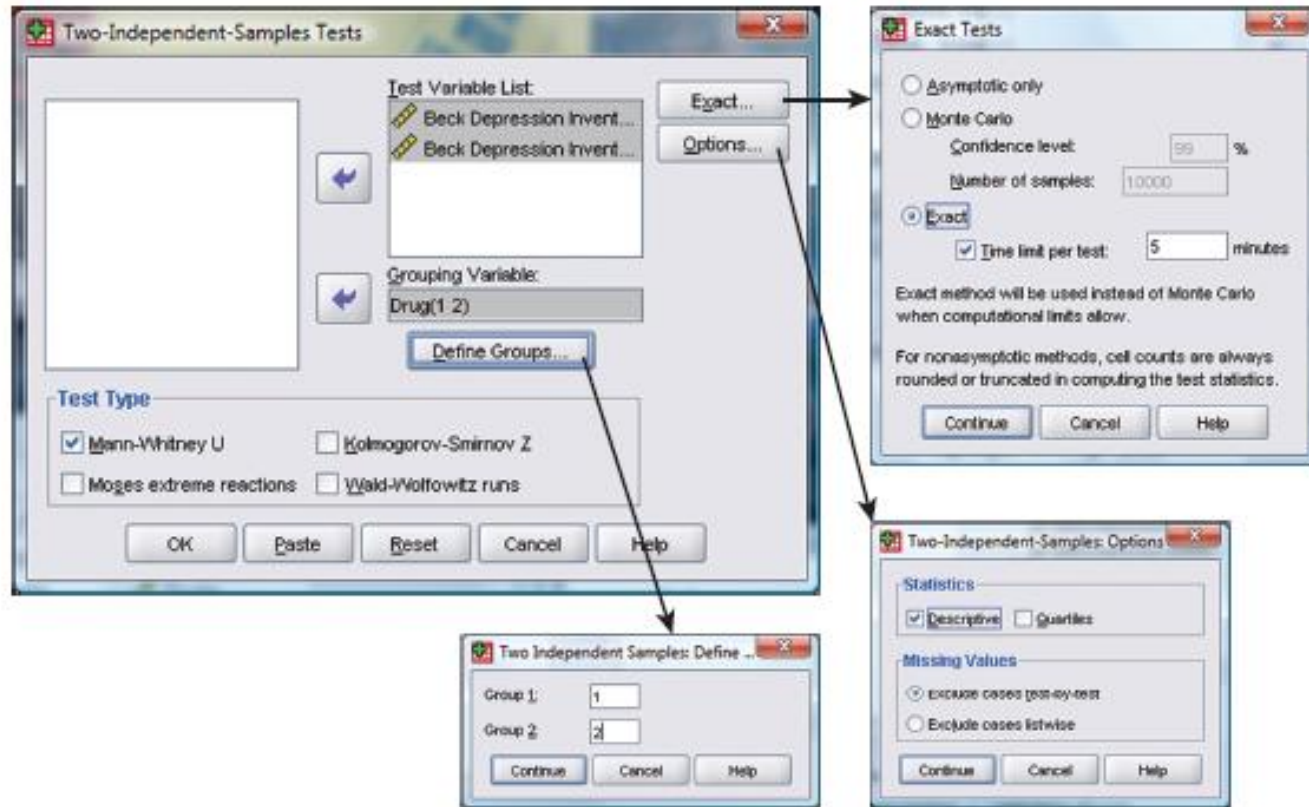 Two-Independent-Samples Tests
Test Variable List:
Beck Depression Invent...
Beck Depression Invent...
Exact...
Options...
Grouping Variable:
Drug(1 2)
Define Groups...
Test Type
Mann-Whitney U
Kolmogorov-Smirnov Z
Moses extreme reactions
Wald-Wolfowitz runs
OK
Paste
Reset
Cancel
Help
Exact Tests
Asymptotic only
Monte Carlo
Confidence level: 99 %
Number of samples: 10000
Exact
Time limit per test: 5 minutes
Exact method will be used instead of Monte Carlo
when computational limits allow.
For nonasymptotic methods, cell counts are always
rounded or truncated in computing the test statistics.
Continue
Cancel
Help
Two Independent Samples: Define ...
Group 1: 1
Group 2: 2
Continue
Cancel
Help
Two-Independent-Samples: Options
Statistics
Descriptive
Quartiles
Missing Values
Exclude cases test-by-test
Exclude cases listwise
Continue
Cancel
Help